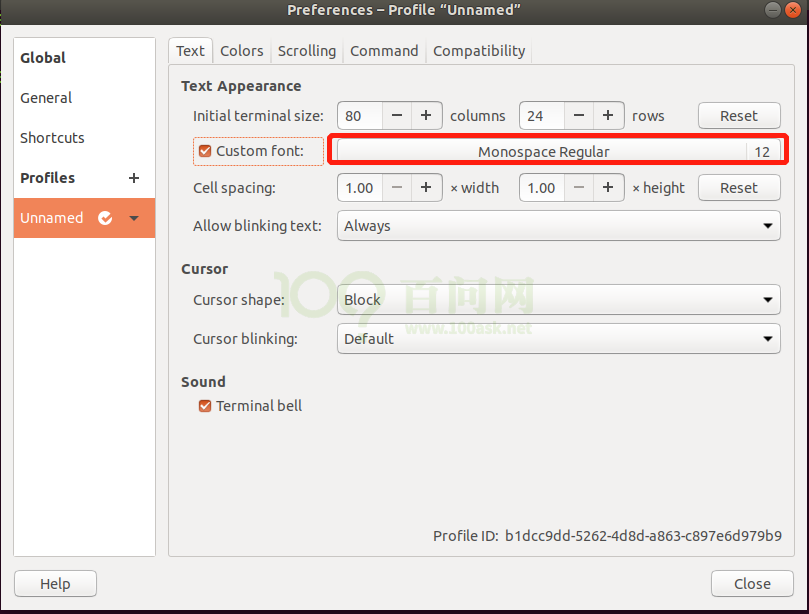 Preferences – Profile “Unnamed”
Global
General
Shortcuts
Profiles +
Unnamed
Text Colors Scrolling Command Compatibility
Text Appearance
Initial terminal size: 80 − + columns 24 − + rows Reset
Custom font: Monospace Regular 12
Cell spacing: 1.00 − + × width 1.00 − + × height Reset
Allow blinking text: Always
Cursor
100 百问网
Cursor shape: Block
www.100ask.net
Cursor blinking: Default
Sound
Terminal bell
Profile ID: b1dcc9dd-5262-4d8d-a863-c897e6d979b9
Help Close